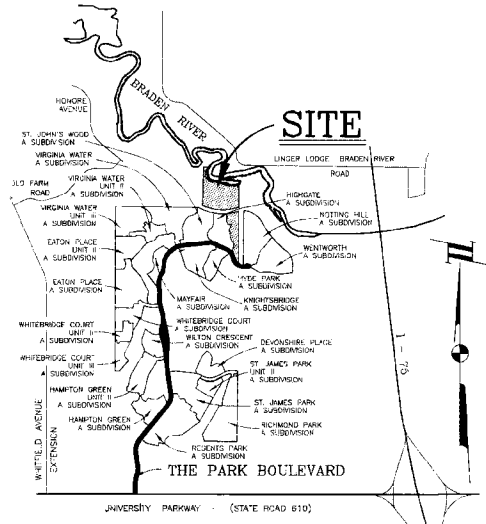 HONORE
AVENUE
BRADEN RIVER
SITE
ST. JOHN'S WOOD
A SUBDIVISION
LINGER LODGE BRADEN RIVER
ROAD
VIRGINIA WATER
A SUBDIVISION
OLD FARM
ROAD
VIRGINIA WATER
UNIT II
A SUBDIVISION
HIGHGATE
A SUBDIVISION
VIRGINIA WATER
UNIT III
A SUBDIVISION
NOTTING HILL
A SUBDIVISION
EATON PLACE
UNIT II
A SUBDIVISION
WENTWORTH
A SUBDIVISION
HYDE PARK
A SUBDIVISION
EATON PLACE
A SUBDIVISION
MAYFAIR
A SUBDIVISION
KNIGHTSBRIDGE
A SUBDIVISION
WHITEBRIDGE COURT
UNIT II
A SUBDIVISION
WHITEBRIDGE COURT
A SUBDIVISION
WILTON CRESCENT
A SUBDIVISION
DEVONSHIRE PLACE
A SUBDIVISION
WHITEBRIDGE COURT
UNIT III
A SUBDIVISION
ST. JAMES PARK
UNIT II
A SUBDIVISION
HAMPTON GREEN
UNIT II
A SUBDIVISION
ST. JAMES PARK
A SUBDIVISION
HAMPTON GREEN
A SUBDIVISION
RICHMOND PARK
A SUBDIVISION
REGENTS PARK
A SUBDIVISION
WHITFIELD AVENUE
EXTENSION
I-75
THE PARK BOULEVARD
UNIVERSITY PARKWAY - (STATE ROAD 610)